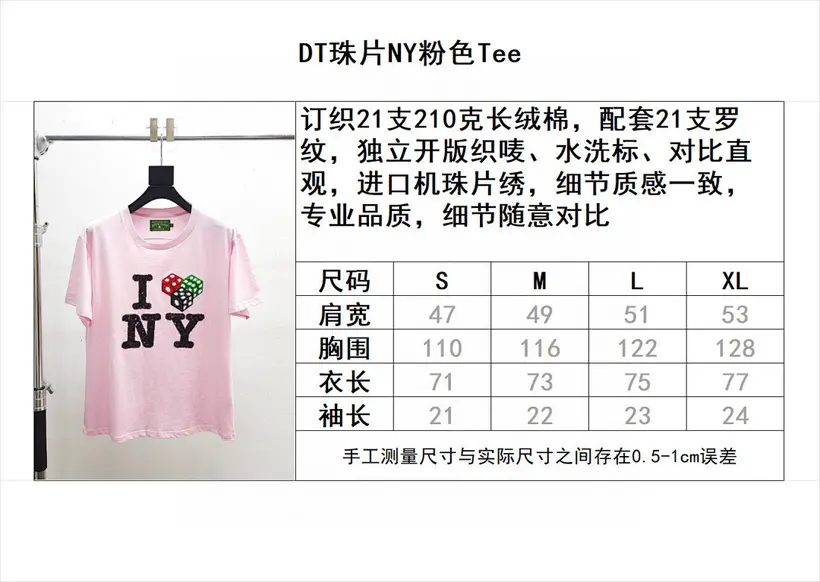 DT珠片NY粉色Tee
订织21支210克长绒棉，配套21支罗
纹，独立开版织唛、水洗标、对比直
观，进口机珠片绣，细节质感一致，
专业品质，细节随意对比
I
NY
尺码 S M L XL
肩宽 47 49 51 53
胸围 110 116 122 128
衣长 71 73 75 77
袖长 21 22 23 24
手工测量尺寸与实际尺寸之间存在0.5-1cm误差